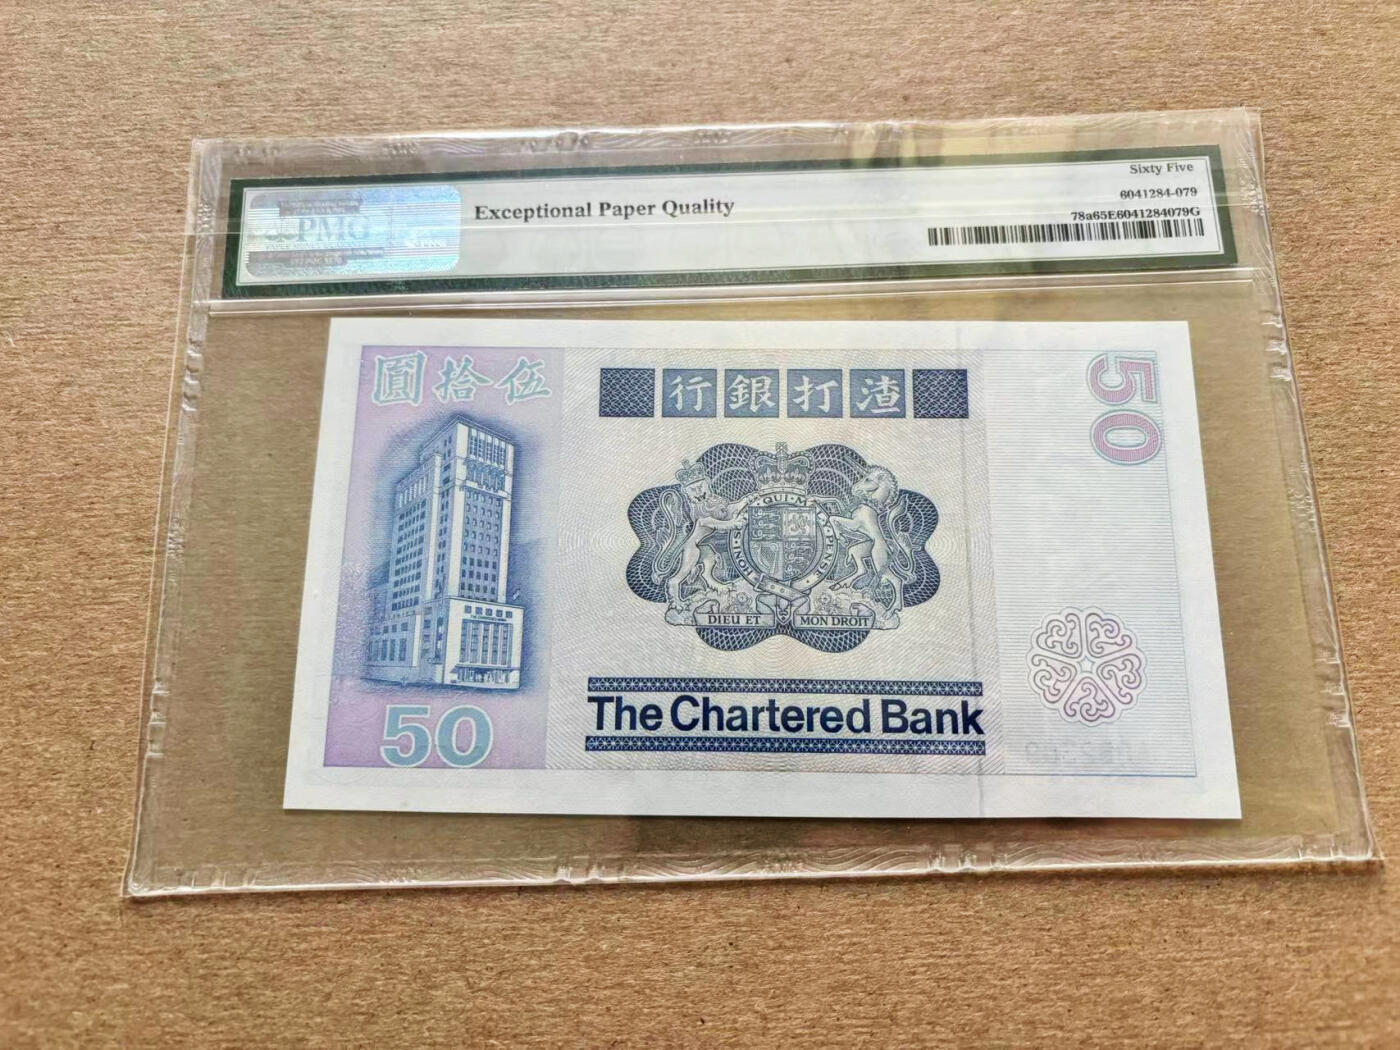 Sixty Five
6041284-079
78a65E6041284079G
PMG
Exceptional Paper Quality
伍拾圓
渣打銀行
50
QUI·M
HONI·S
Y·PENSE
DIEU ET MON DROIT
The Chartered Bank
50